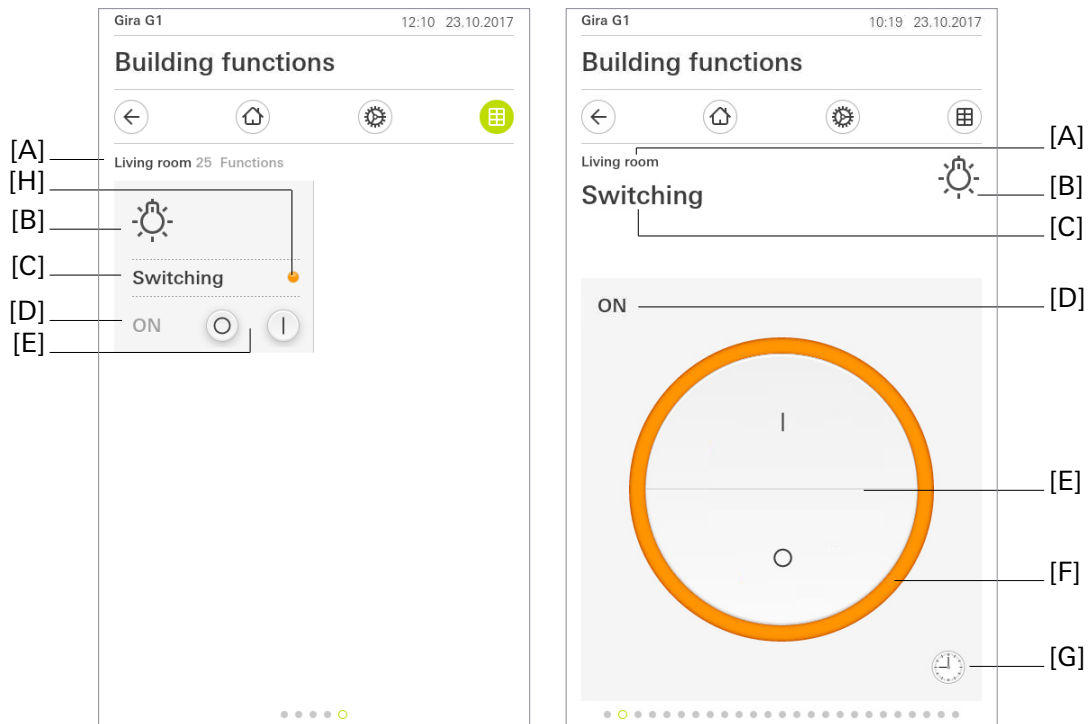 Gira G1 12:10 23.10.2017
Building functions
[A] Living room 25 Functions
[H]
[B]
[C] Switching
[D] ON
[E]
Gira G1 10:19 23.10.2017
Building functions
Living room [A]
[B]
Switching
[C]
ON [D]
[E]
[F]
[G]